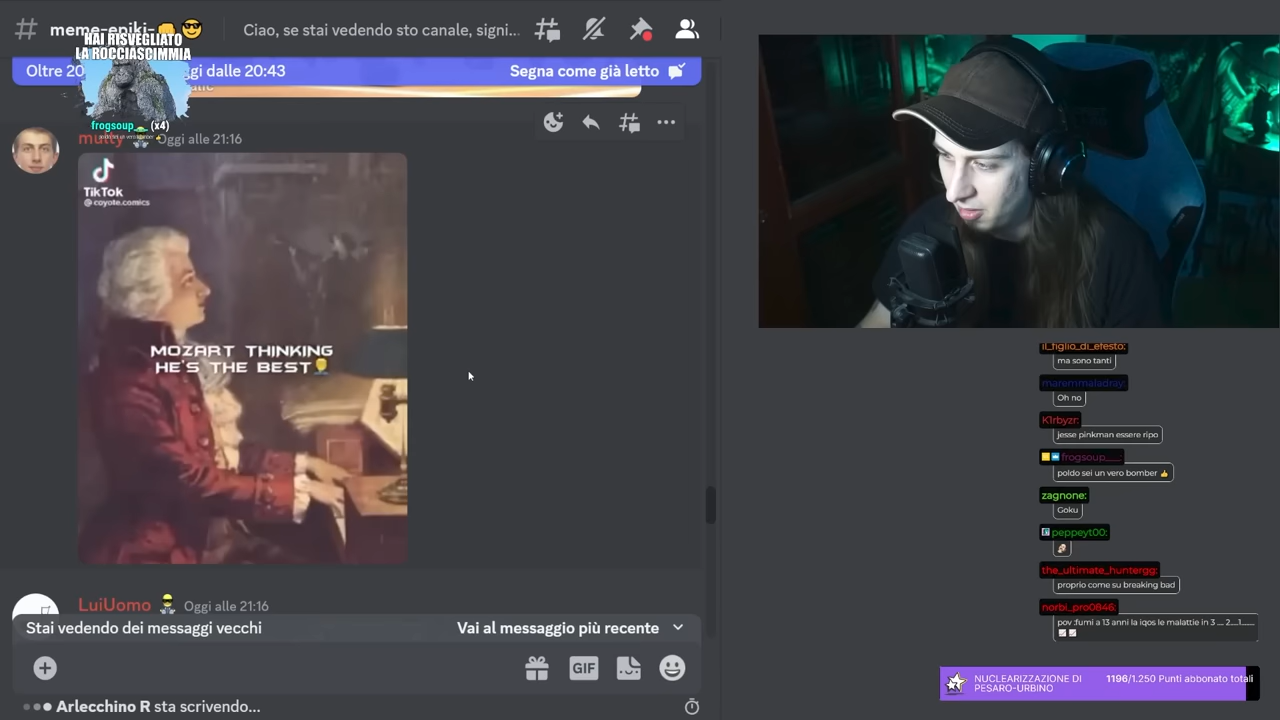 # meme-epiki-👊😎
Ciao, se stai vedendo sto canale, signi...
HAI RISVEGLIATO
LA ROCCIASCIMMIA
Oltre 20
ggi dalle 20:43
Segna come già letto
frogsoup__ (x4)
Oggi alle 21:16
TikTok
@coyote.comics
MOZART THINKING
HE'S THE BEST
LuiUomo
Oggi alle 21:16
Stai vedendo dei messaggi vecchi
Vai al messaggio più recente
GIF
Arlecchino R sta scrivendo...
il_figlio_di_efesto:
ma sono tanti
maremmaladray:
Oh no
K1rbyzr:
jesse pinkman essere ripo
frogsoup___:
poldo sei un vero bomber 👍
zagnone:
Goku
peppeyt00:
the_ultimate_huntergg:
proprio come su breaking bad
norbi_pro0846:
pov :fumi a 13 anni la iqos le malattie in 3 .... 2.....1........
NUCLEARIZZAZIONE DI
PESARO-URBINO
1196/1.250 Punti abbonato totali